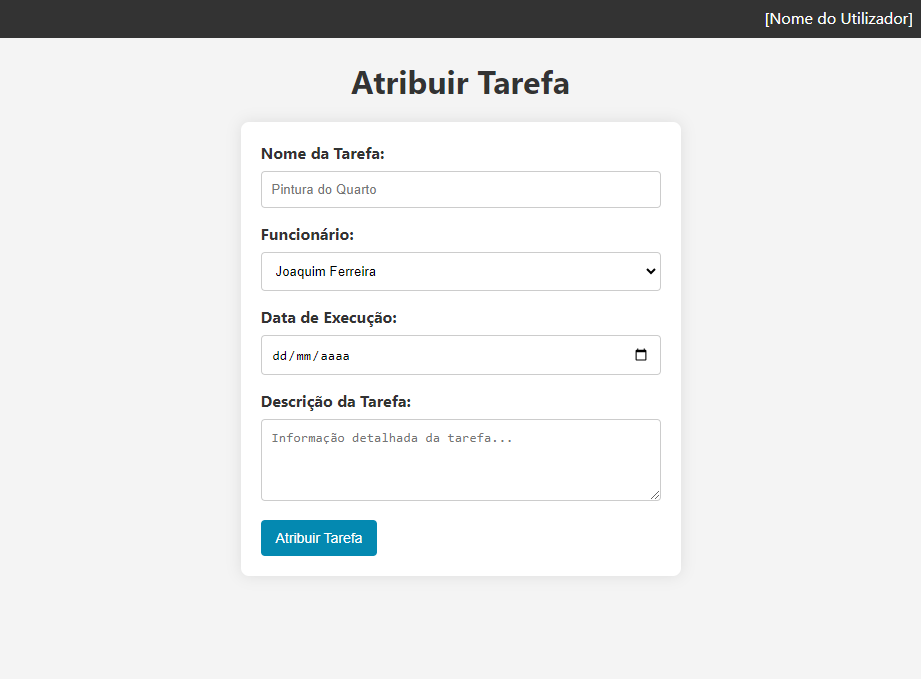 [Nome do Utilizador]
Atribuir Tarefa
Nome da Tarefa:
Pintura do Quarto
Funcionário:
Joaquim Ferreira
Data de Execução:
dd/mm/aaaa
Descrição da Tarefa:
Informação detalhada da tarefa...
Atribuir Tarefa